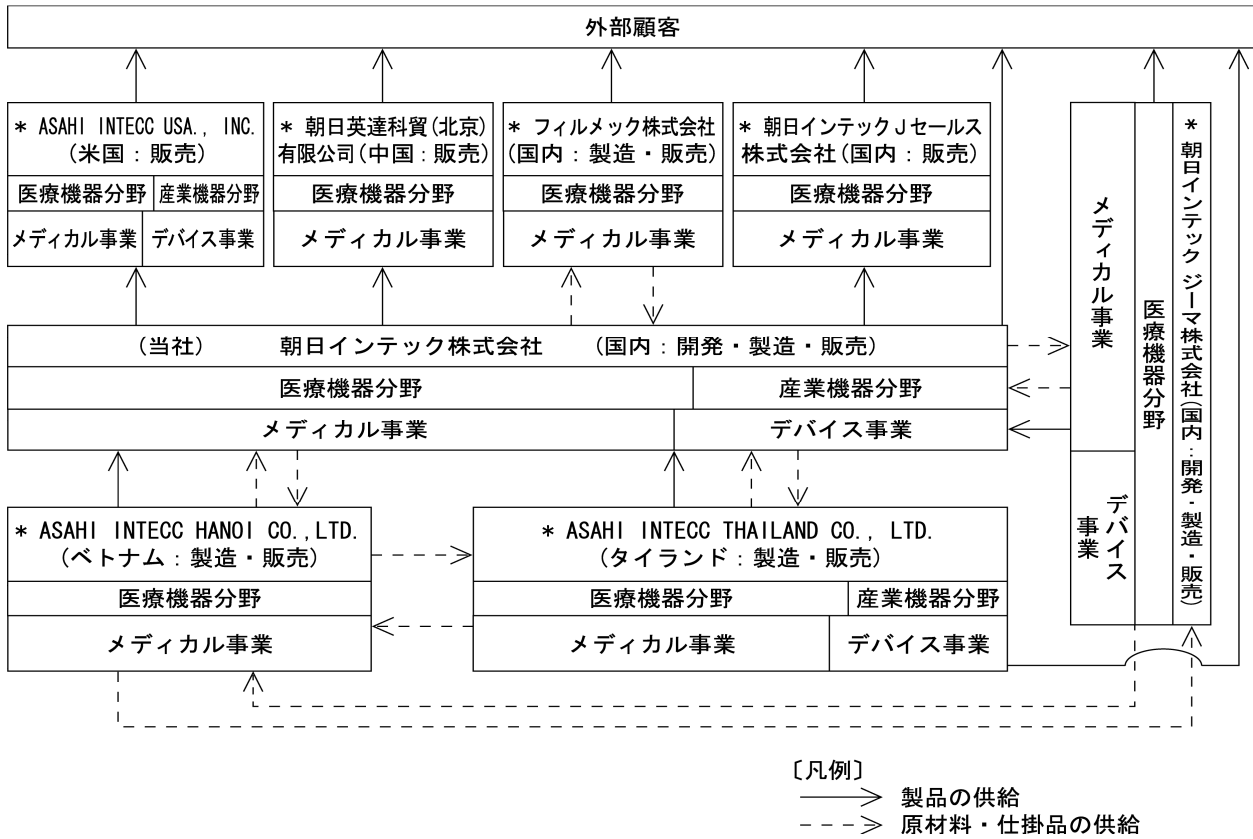 外部顧客
* ASAHI INTECC USA., INC.
(米国：販売)
医療機器分野
産業機器分野
メディカル事業
デバイス事業
* 朝日英達科貿(北京)
有限公司(中国：販売)
医療機器分野
メディカル事業
* フィルメック株式会社
(国内：製造・販売)
医療機器分野
メディカル事業
* 朝日インテックＪセールス
株式会社(国内：販売)
医療機器分野
メディカル事業
(当社)　朝日インテック株式会社　(国内：開発・製造・販売)
医療機器分野
産業機器分野
メディカル事業
デバイス事業
* 朝日インテック ジーマ株式会社(国内：開発・製造・販売)
医療機器分野
メディカル事業
デバイス
事業
* ASAHI INTECC HANOI CO.,LTD.
(ベトナム：製造・販売)
医療機器分野
メディカル事業
* ASAHI INTECC THAILAND CO., LTD.
(タイランド：製造・販売)
医療機器分野
産業機器分野
メディカル事業
デバイス事業
〔凡例〕
製品の供給
原材料・仕掛品の供給